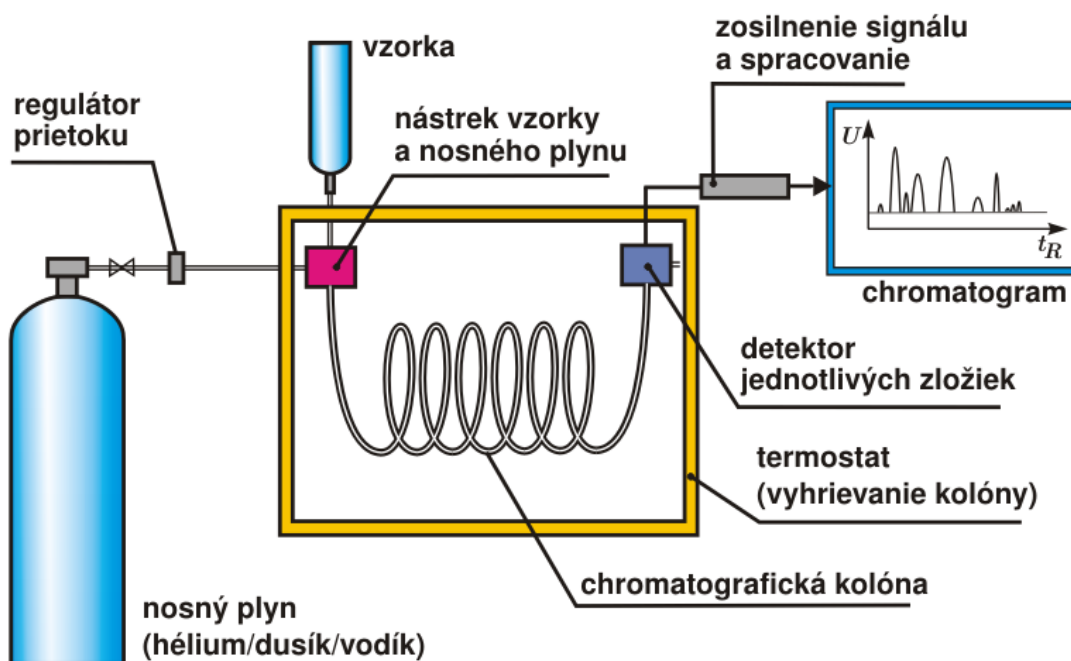 zosilnenie signálu
a spracovanie
vzorka
regulátor
prietoku
nástrek vzorky
a nosného plynu
U
t_R
chromatogram
detektor
jednotlivých zložiek
termostat
(vyhrievanie kolóny)
chromatografická kolóna
nosný plyn
(hélium/dusík/vodík)